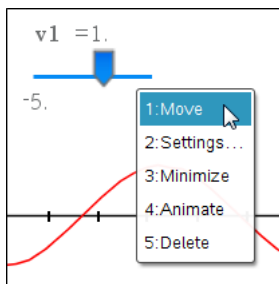 v1 =1.
-5.
1:Move
2:Settings...
3:Minimize
4:Animate
5:Delete